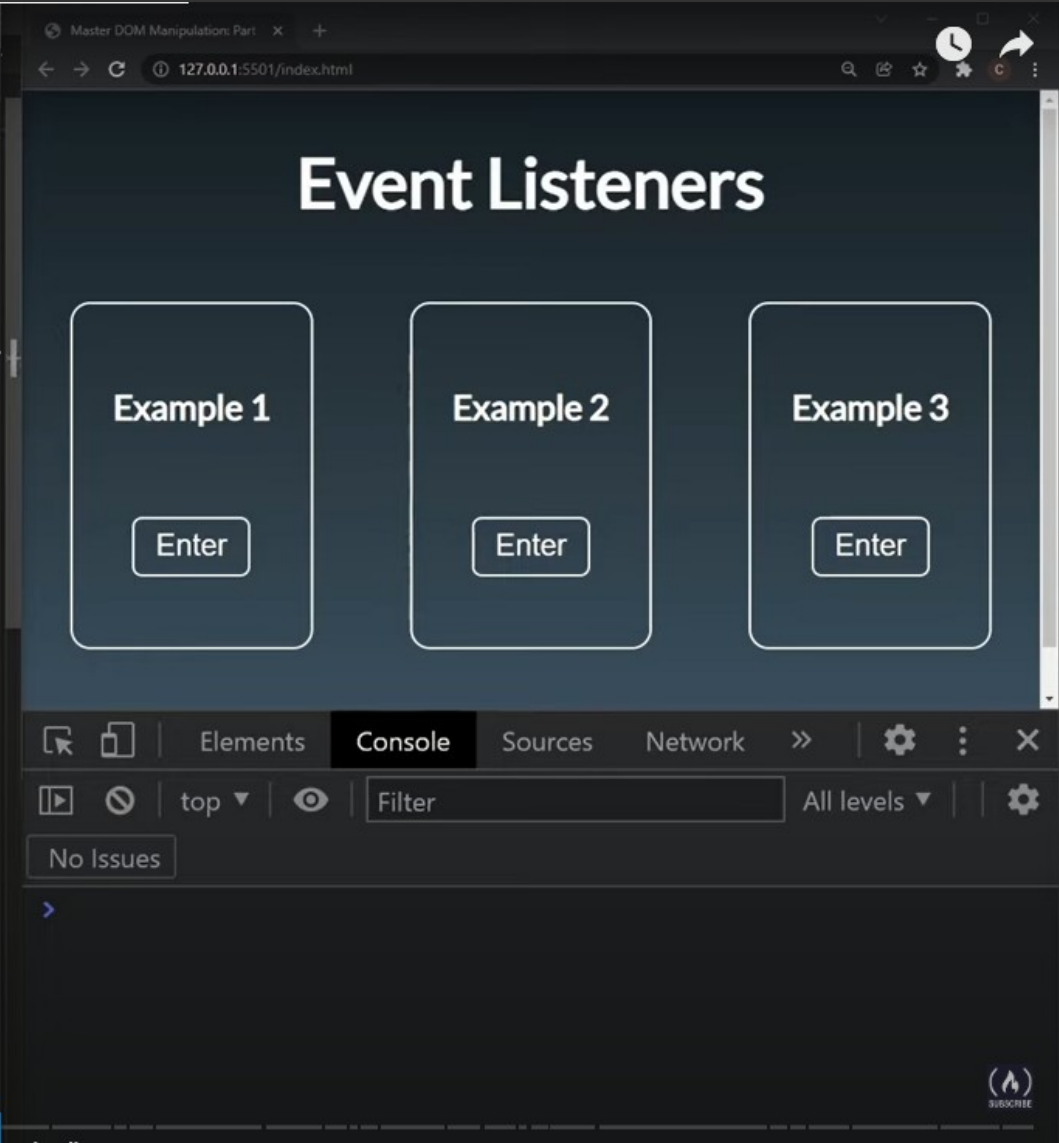 Master DOM Manipulation: Part
127.0.0.1:5501/index.html
C
Event Listeners
Example 1 Example 2 Example 3
Enter Enter Enter
Elements Console Sources Network
top Filter All levels
No Issues
SUBSCRIBE